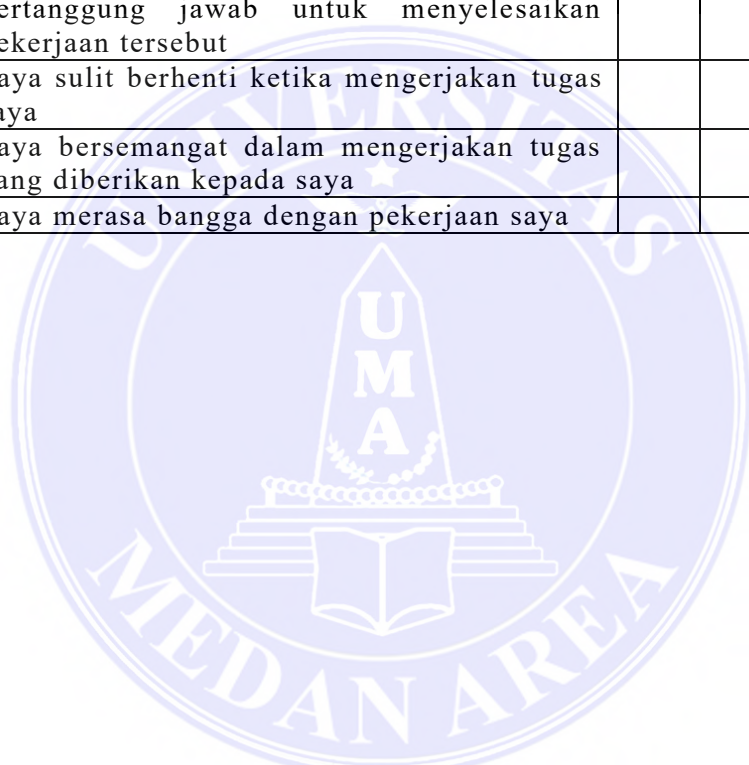 ertanggung jawab untuk menyelesaikan
ekerjaan tersebut
aya sulit berhenti ketika mengerjakan tugas
aya
aya bersemangat dalam mengerjakan tugas
ang diberikan kepada saya
aya merasa bangga dengan pekerjaan saya
UNIVERSITAS
U
M
A
MEDAN AREA